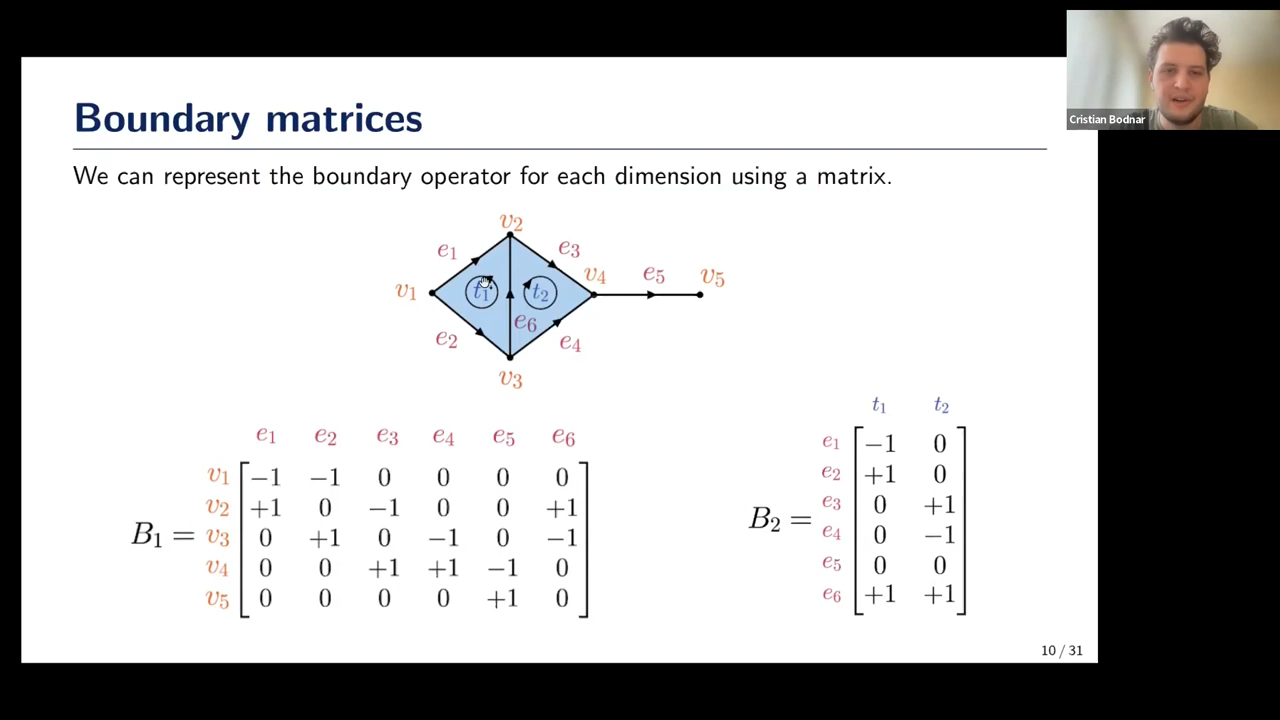 Cristian Bodnar
Boundary matrices
We can represent the boundary operator for each dimension using a matrix.
v₂
e₁ e₃
v₁ t₁ t₂ v₄ e₅ v₅
e₂ e₆ e₄
v₃
e₁ e₂ e₃ e₄ e₅ e₆
B₁ =
v₁ −1 −1 0 0 0 0
v₂ +1 0 −1 0 0 +1
v₃ 0 +1 0 −1 0 −1
v₄ 0 0 +1 +1 −1 0
v₅ 0 0 0 0 +1 0
t₁ t₂
B₂ =
e₁ −1 0
e₂ +1 0
e₃ 0 +1
e₄ 0 −1
e₅ 0 0
e₆ +1 +1
10 / 31